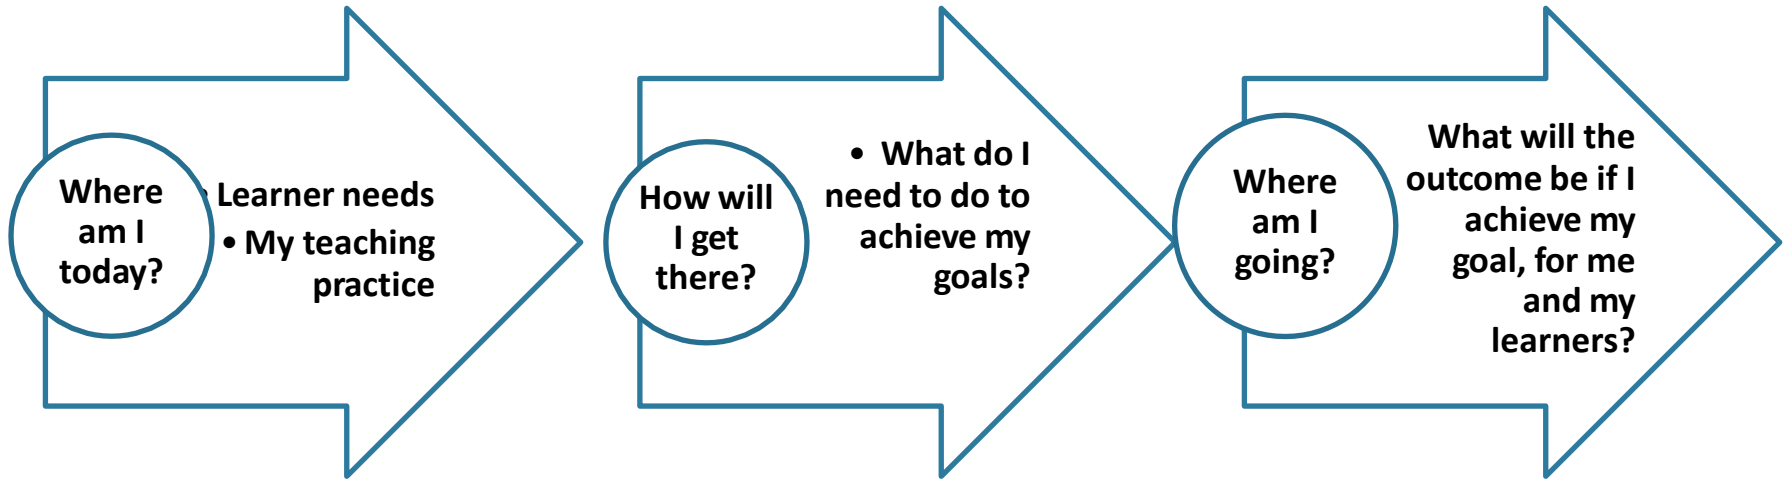 Where
am I
today?
• Learner needs
• My teaching
practice
How will
I get
there?
• What do I
need to do to
achieve my
goals?
Where
am I
going?
What will the
outcome be if I
achieve my
goal, for me
and my
learners?